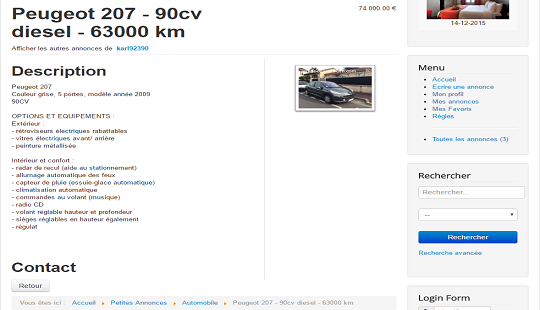 Peugeot 207 - 90cv
diesel - 63000 km
74 000.00 €
Afficher les autres annonces de karl92390
Description
Peugeot 207
Couleur grise, 5 portes, modèle année 2009
90CV
OPTIONS ET EQUIPEMENTS :
Extérieur :
- rétroviseurs électriques rabattables
- vitres électriques avant/ arrière
- peinture métallisée
Intérieur et confort :
- radar de recul (aide au stationnement)
- allumage automatique des feux
- capteur de pluie (essuie-glace automatique)
- climatisation automatique
- commandes au volant (musique)
- radio CD
- volant réglable hauteur et profondeur
- sièges réglables en hauteur également
- régulat
Contact
Retour
Vous êtes ici : Accueil Petites Annonces Automobile Peugeot 207 - 90cv diesel - 63000 km
14-12-2015
Menu
Accueil
Ecrire une annonce
Mon profil
Mes annonces
Mes Favoris
Règles
Toutes les annonces (3)
Rechercher
Rechercher...
--
Rechercher
Recherche avancée
Login Form